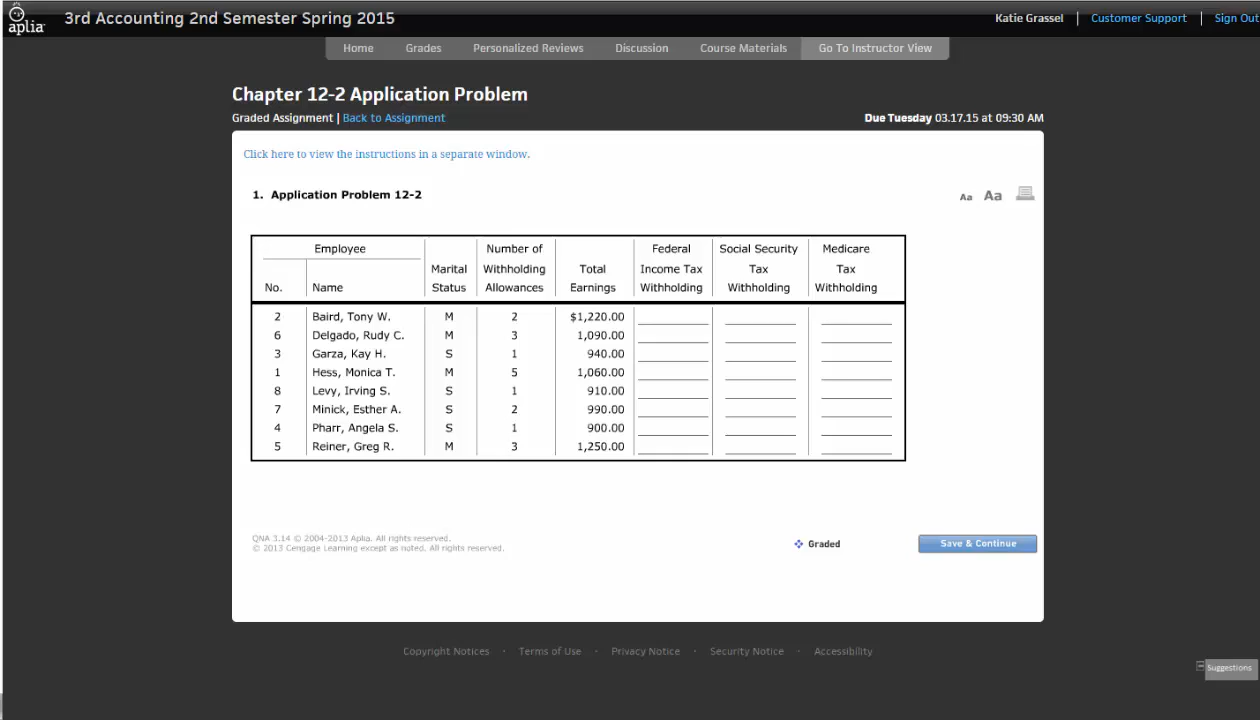 aplia 3rd Accounting 2nd Semester Spring 2015 Katie Grassel | Customer Support | Sign Out
Home Grades Personalized Reviews Discussion Course Materials Go To Instructor View
Chapter 12-2 Application Problem
Graded Assignment | Back to Assignment Due Tuesday 03.17.15 at 09:30 AM
Click here to view the instructions in a separate window.
1. Application Problem 12-2 Aa Aa
Employee Number of Federal Social Security Medicare
Marital Withholding Total Income Tax Tax Tax
No. Name Status Allowances Earnings Withholding Withholding Withholding
2 Baird, Tony W. M 2 $1,220.00
6 Delgado, Rudy C. M 3 1,090.00
3 Garza, Kay H. S 1 940.00
1 Hess, Monica T. M 5 1,060.00
8 Levy, Irving S. S 1 910.00
7 Minick, Esther A. S 2 990.00
4 Pharr, Angela S. S 1 900.00
5 Reiner, Greg R. M 3 1,250.00
QNA 3.14 © 2004-2013 Aplia. All rights reserved.
© 2013 Cengage Learning except as noted. All rights reserved.
Graded Save & Continue
Copyright Notices · Terms of Use · Privacy Notice · Security Notice · Accessibility
Suggestions